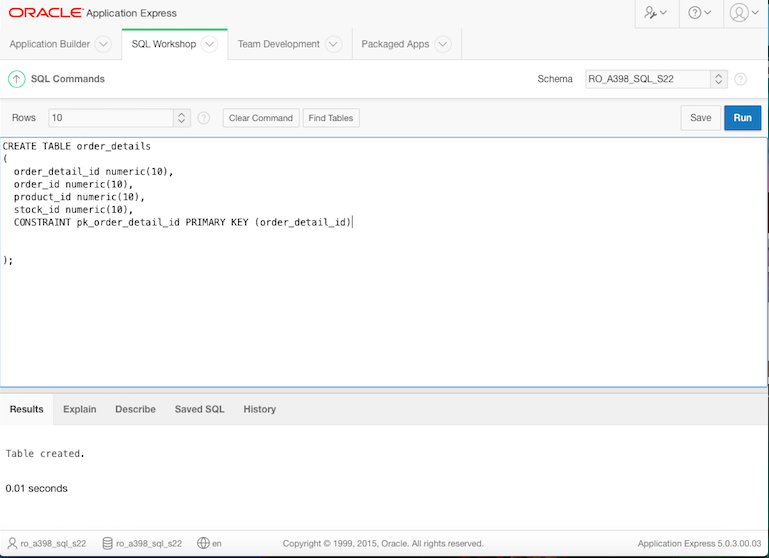 ORACLE Application Express
Application Builder SQL Workshop Team Development Packaged Apps
SQL Commands Schema RO_A398_SQL_S22
Rows 10 Clear Command Find Tables Save Run
CREATE TABLE order_details
(
order_detail_id numeric(10),
order_id numeric(10),
product_id numeric(10),
stock_id numeric(10),
CONSTRAINT pk_order_detail_id PRIMARY KEY (order_detail_id)
);
Results Explain Describe Saved SQL History
Table created.
0.01 seconds
ro_a398_sql_s22 ro_a398_sql_s22 en Copyright © 1999, 2015, Oracle. All rights reserved. Application Express 5.0.3.00.03